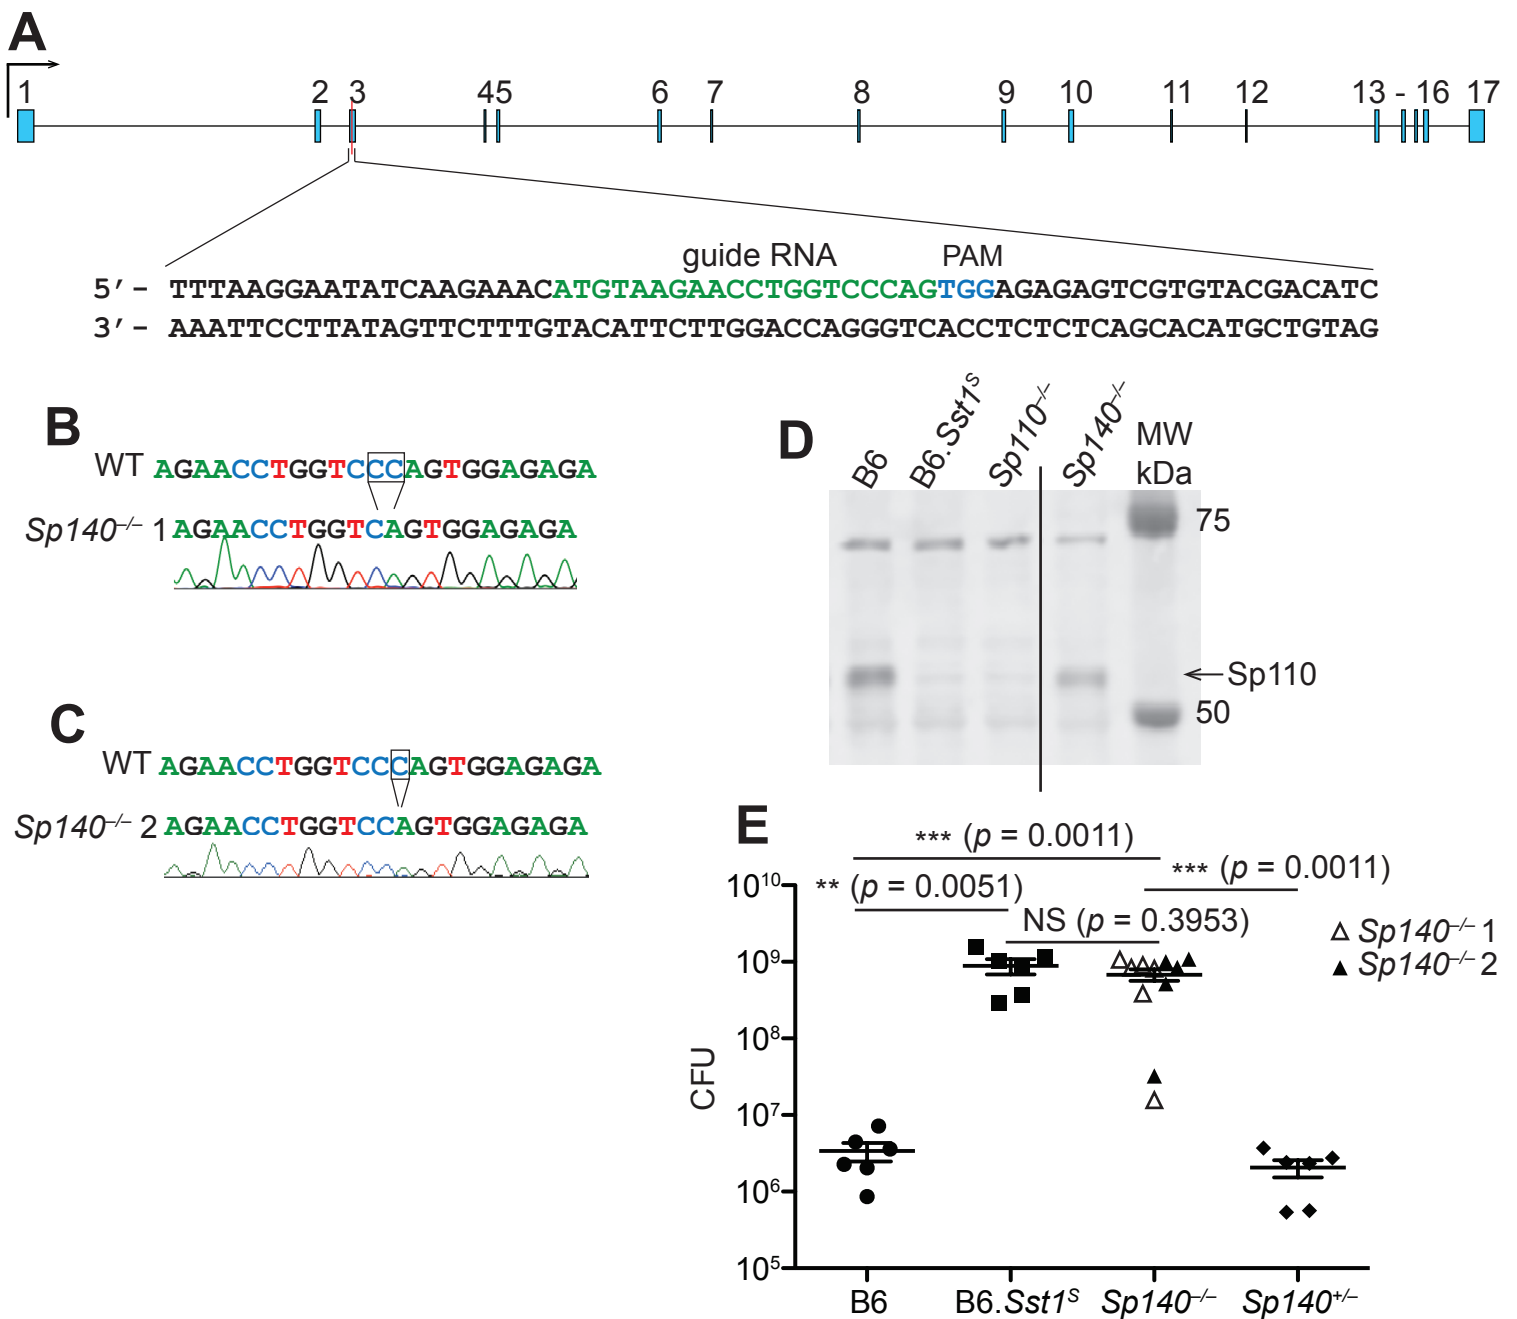 A
1 2 3 45 6 7 8 9 10 11 12 13 - 16 17
guide RNA PAM
5′– TTTAAGGAATATCAAGAAACATGTAAGAACCTGGTCCCAGTGGAGAGAGTCGTGTACGACATC
3′– AAATTCCTTATAGTTCTTTGTACATTCTTGGACCAGGGTCACCTCTCTCAGCACATGCTGTAG
B
WT AGAACCTGGTCCCAGTGGAGAGA
Sp140–/– 1 AGAACCTGGTCAGTGGAGAGA
C
WT AGAACCTGGTCCCAGTGGAGAGA
Sp140–/– 2 AGAACCTGGTCCAGTGGAGAGA
D
B6 B6.Sst1S Sp110–/– Sp140–/– MW
kDa
75
Sp110
50
E
*** (p = 0.0011)
*** (p = 0.0011)
** (p = 0.0051)
NS (p = 0.3953)
Sp140–/– 1
Sp140–/– 2
CFU
1010
109
108
107
106
105
B6 B6.Sst1S Sp140–/– Sp140+/–